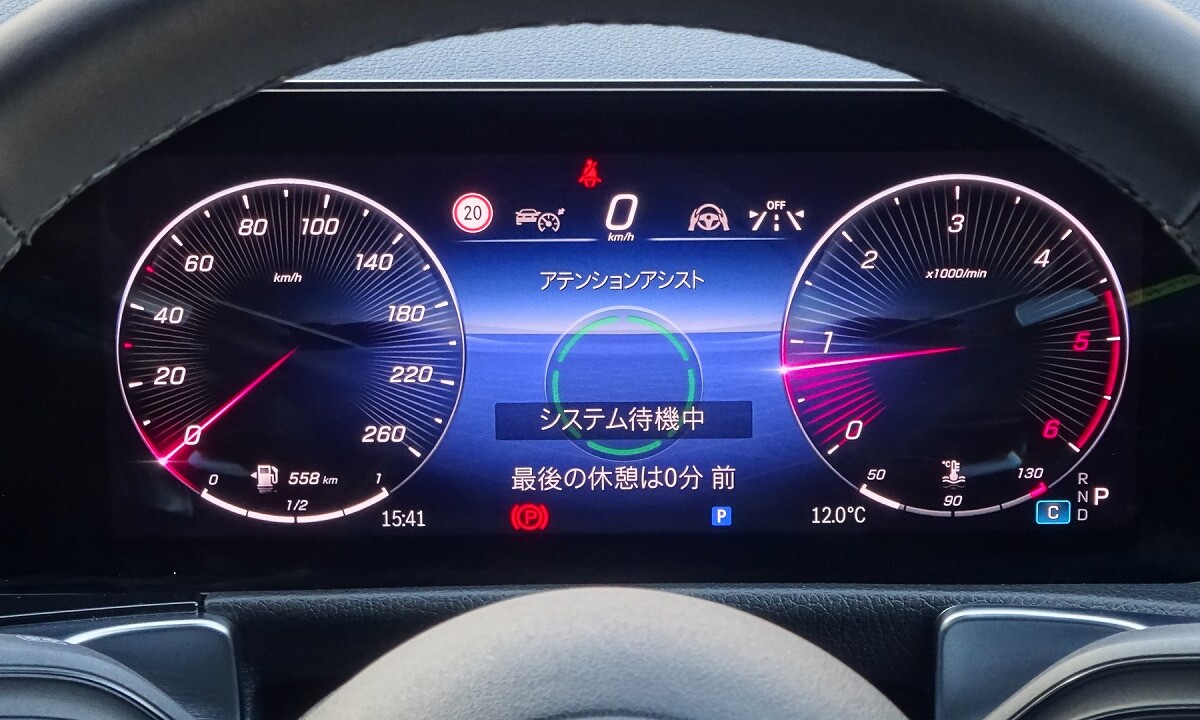 20
0
km/h
OFF
アテンションアシスト
システム待機中
最後の休憩は0分 前
P
P
km/h
0
20
40
60
80
100
140
180
220
260
558 km
0
1/2
1
15:41
x1000/min
0
1
2
3
4
5
6
°C
50
90
130
12.0°C
C
R
N
D
P